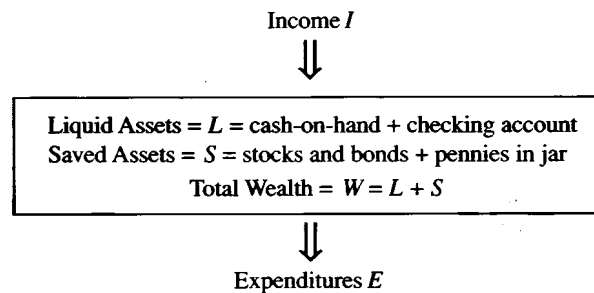 Income I
Liquid Assets = L = cash-on-hand + checking account
Saved Assets = S = stocks and bonds + pennies in jar
Total Wealth = W = L + S
Expenditures E